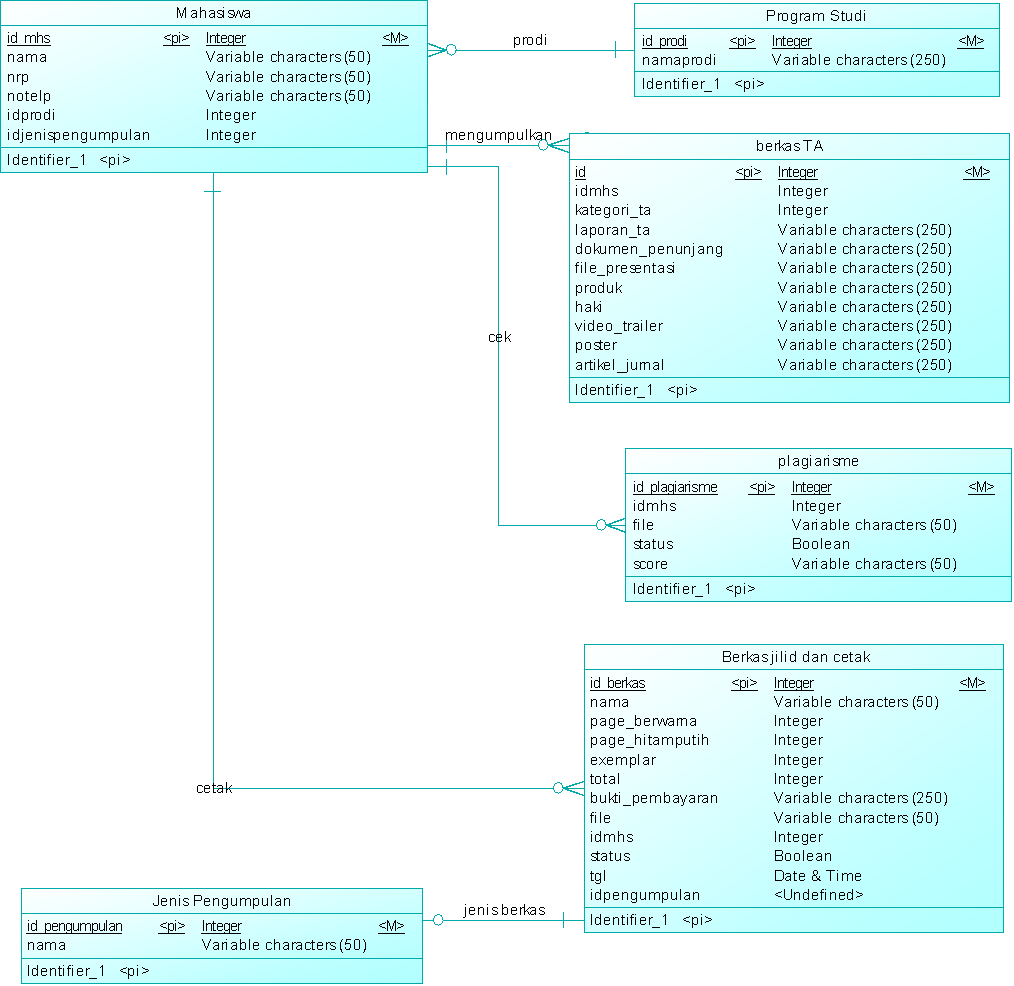 Mahasiswa
id_mhs <pi> Integer <M>
nama Variable characters (50)
nrp Variable characters (50)
notelp Variable characters (50)
idprodi Integer
idjenispengumpulan Integer
Identifier_1 <pi>
prodi
Program Studi
id_prodi <pi> Integer <M>
namaprodi Variable characters (250)
Identifier_1 <pi>
mengumpulkan
berkas TA
id <pi> Integer <M>
idmhs Integer
kategori_ta Integer
laporan_ta Variable characters (250)
dokumen_penunjang Variable characters (250)
file_presentasi Variable characters (250)
produk Variable characters (250)
haki Variable characters (250)
video_trailer Variable characters (250)
poster Variable characters (250)
artikel_jurnal Variable characters (250)
Identifier_1 <pi>
cek
plagiarisme
id_plagiarisme <pi> Integer <M>
idmhs Integer
file Variable characters (50)
status Boolean
score Variable characters (50)
Identifier_1 <pi>
cetak
Berkas jilid dan cetak
id_berkas <pi> Integer <M>
nama Variable characters (50)
page_berwarna Integer
page_hitamputih Integer
exemplar Integer
total Integer
bukti_pembayaran Variable characters (250)
file Variable characters (50)
idmhs Integer
status Boolean
tgl Date & Time
idpengumpulan <Undefined>
Identifier_1 <pi>
jenis berkas
Jenis Pengumpulan
id_pengumpulan <pi> Integer <M>
nama Variable characters (50)
Identifier_1 <pi>